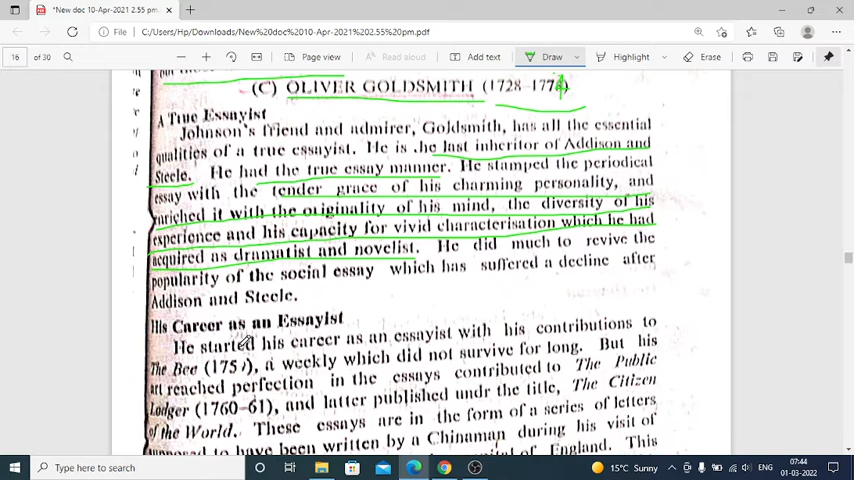 *New doc 10-Apr-2021 2.55 pm.pdf
File C:/Users/Hp/Downloads/New%20doc%2010-Apr-2021%202.55%20pm.pdf
16 of 30 Page view Add text Draw Highlight Erase
(C) OLIVER GOLDSMITH (1728-1774)
A True Essayist
Johnson's friend and admirer, Goldsmith, has all the essential
qualities of a true essayist. He is .he last inheritor of Addison and
Steele. He had the true essay manner. He stamped the periodical
essay with the tender grace of his charming personality, and
enriched it with the originality of his mind, the diversity of his
experience and his capacity for vivid characterisation which he had
acquired as dramatist and novelist. He did much to revive the
popularity of the social essay which has suffered a decline after
Addison and Steele.
His Career as an Essayist
He started his career as an essayist with his contributions to
The Bee a weekly which did not survive for long. But his
art reached perfection in the essays contributed to The Public
Lodger (1760-61), and latter published undr the title, The Citizen
of the World. These essays are in the form of a series of letters
supposed to have been written by a Chinaman during his visit of
of England. This
Type here to search
15°C Sunny ENG 07:44
01-03-2022